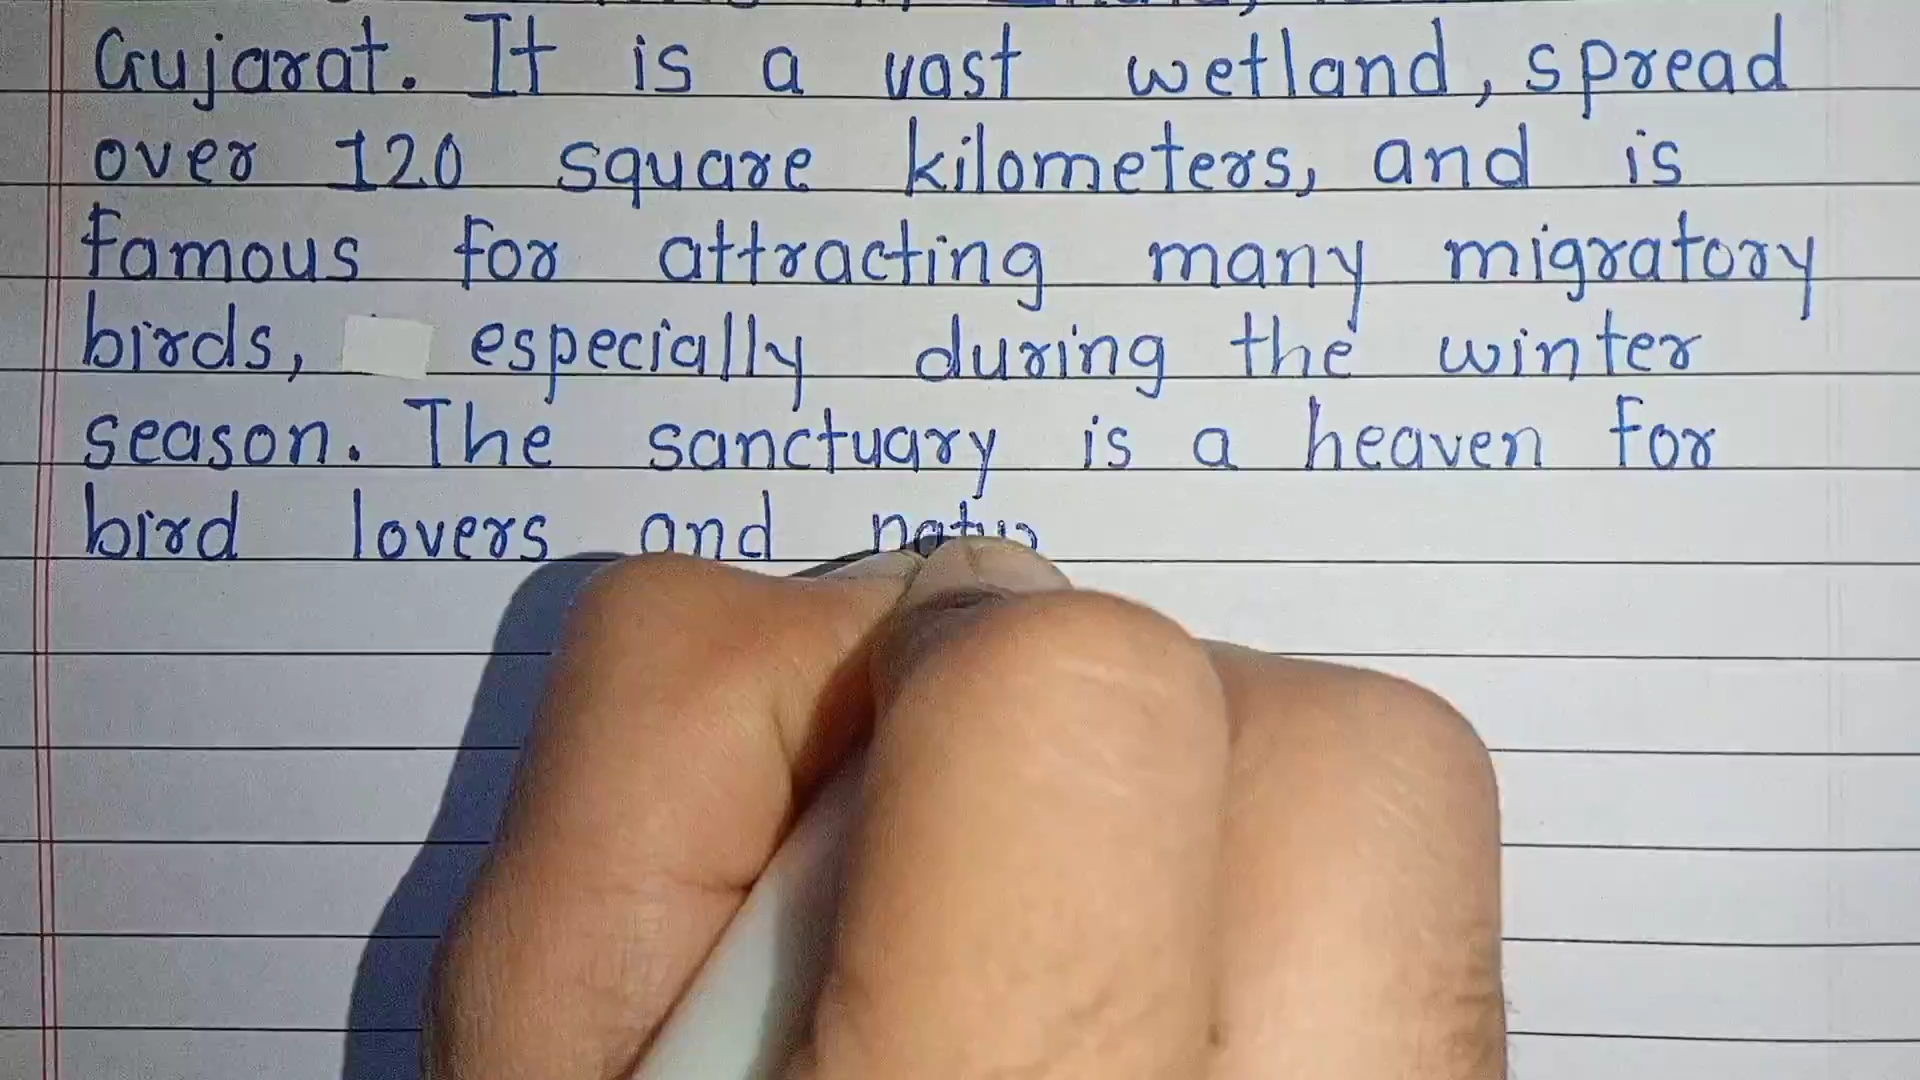 Gujarat. It is a vast wetland, spread
over 120 square kilometers, and is
famous for attracting many migratory
birds, especially during the winter
season. The sanctuary is a heaven for
bird lovers and natur